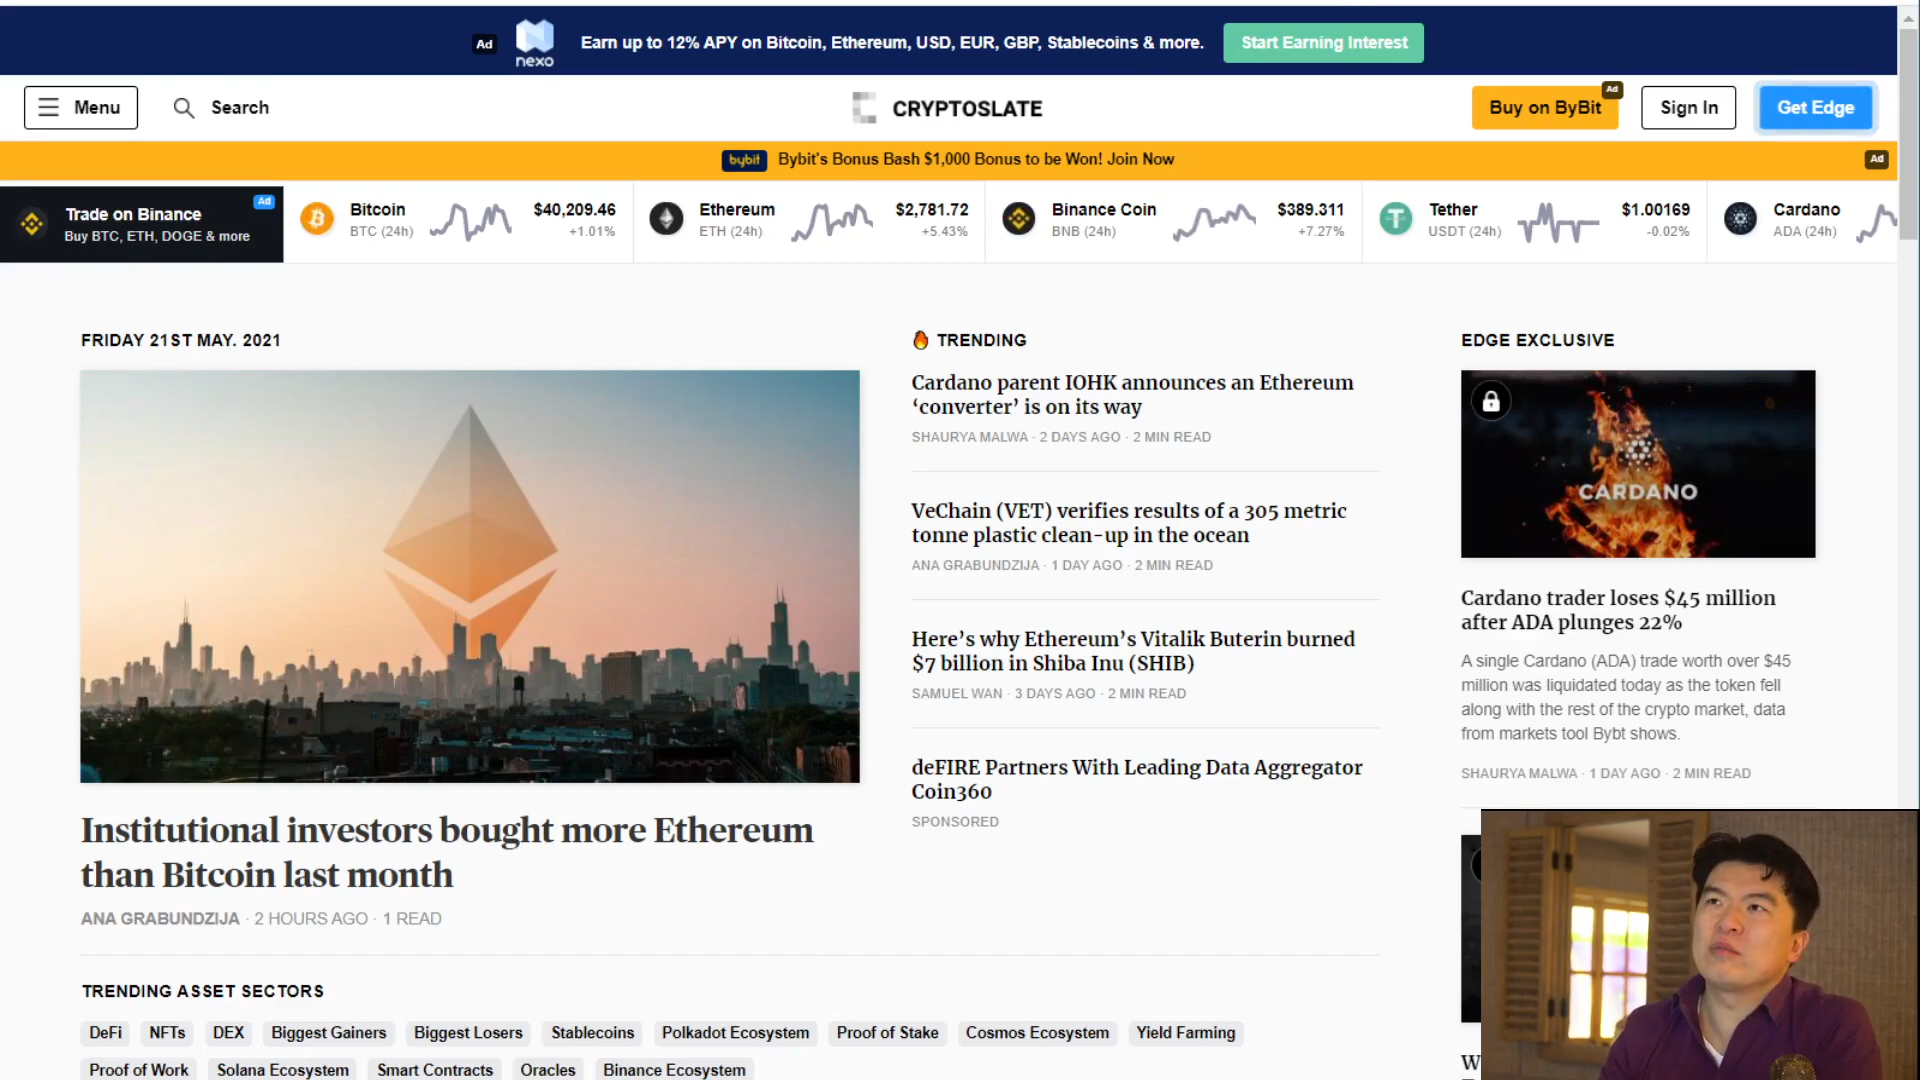 Ad
nexo
Earn up to 12% APY on Bitcoin, Ethereum, USD, EUR, GBP, Stablecoins & more.
Start Earning Interest
Menu
Search
CRYPTOSLATE
Buy on ByBit
Ad
Sign In
Get Edge
bybit
Bybit's Bonus Bash $1,000 Bonus to be Won! Join Now
Ad
Trade on Binance
Ad
Buy BTC, ETH, DOGE & more
Bitcoin
BTC (24h)
$40,209.46
+1.01%
Ethereum
ETH (24h)
$2,781.72
+5.43%
Binance Coin
BNB (24h)
$389.311
+7.27%
Tether
USDT (24h)
$1.00169
-0.02%
Cardano
ADA (24h)
FRIDAY 21ST MAY. 2021
Institutional investors bought more Ethereum
than Bitcoin last month
ANA GRABUNDZIJA · 2 HOURS AGO · 1 READ
TRENDING
Cardano parent IOHK announces an Ethereum
‘converter’ is on its way
SHAURYA MALWA · 2 DAYS AGO · 2 MIN READ
VeChain (VET) verifies results of a 305 metric
tonne plastic clean-up in the ocean
ANA GRABUNDZIJA · 1 DAY AGO · 2 MIN READ
Here’s why Ethereum’s Vitalik Buterin burned
$7 billion in Shiba Inu (SHIB)
SAMUEL WAN · 3 DAYS AGO · 2 MIN READ
deFIRE Partners With Leading Data Aggregator
Coin360
SPONSORED
EDGE EXCLUSIVE
CARDANO
Cardano trader loses $45 million
after ADA plunges 22%
A single Cardano (ADA) trade worth over $45
million was liquidated today as the token fell
along with the rest of the crypto market, data
from markets tool Bybt shows.
SHAURYA MALWA · 1 DAY AGO · 2 MIN READ
TRENDING ASSET SECTORS
DeFi
NFTs
DEX
Biggest Gainers
Biggest Losers
Stablecoins
Polkadot Ecosystem
Proof of Stake
Cosmos Ecosystem
Yield Farming
Proof of Work
Solana Ecosystem
Smart Contracts
Oracles
Binance Ecosystem